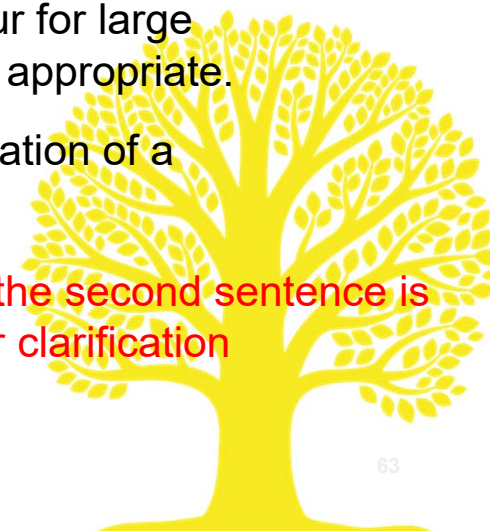 ur for large
appropriate.
ation of a
the second sentence is
r clarification
63